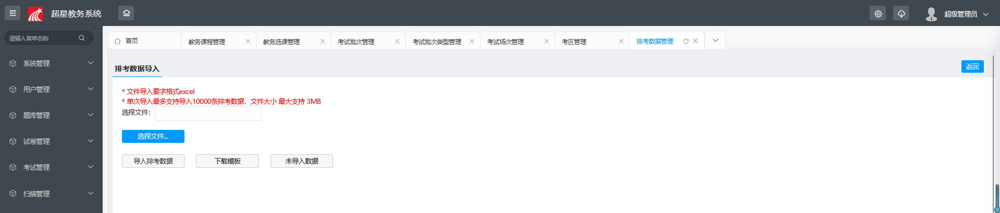 超星教务系统
超级管理员
请输入菜单名称
首页
教务课程管理
教务选课管理
考试批次管理
考试批次类型管理
考试场次管理
考区管理
排考数据管理
系统管理
用户管理
题库管理
试卷管理
考试管理
扫描管理
排考数据导入
返回
* 文件导入要求格式excel
* 单次导入最多支持导入10000条排考数据，文件大小 最大支持 3MB
选择文件：
选择文件...
导入排考数据
下载模板
未导入数据